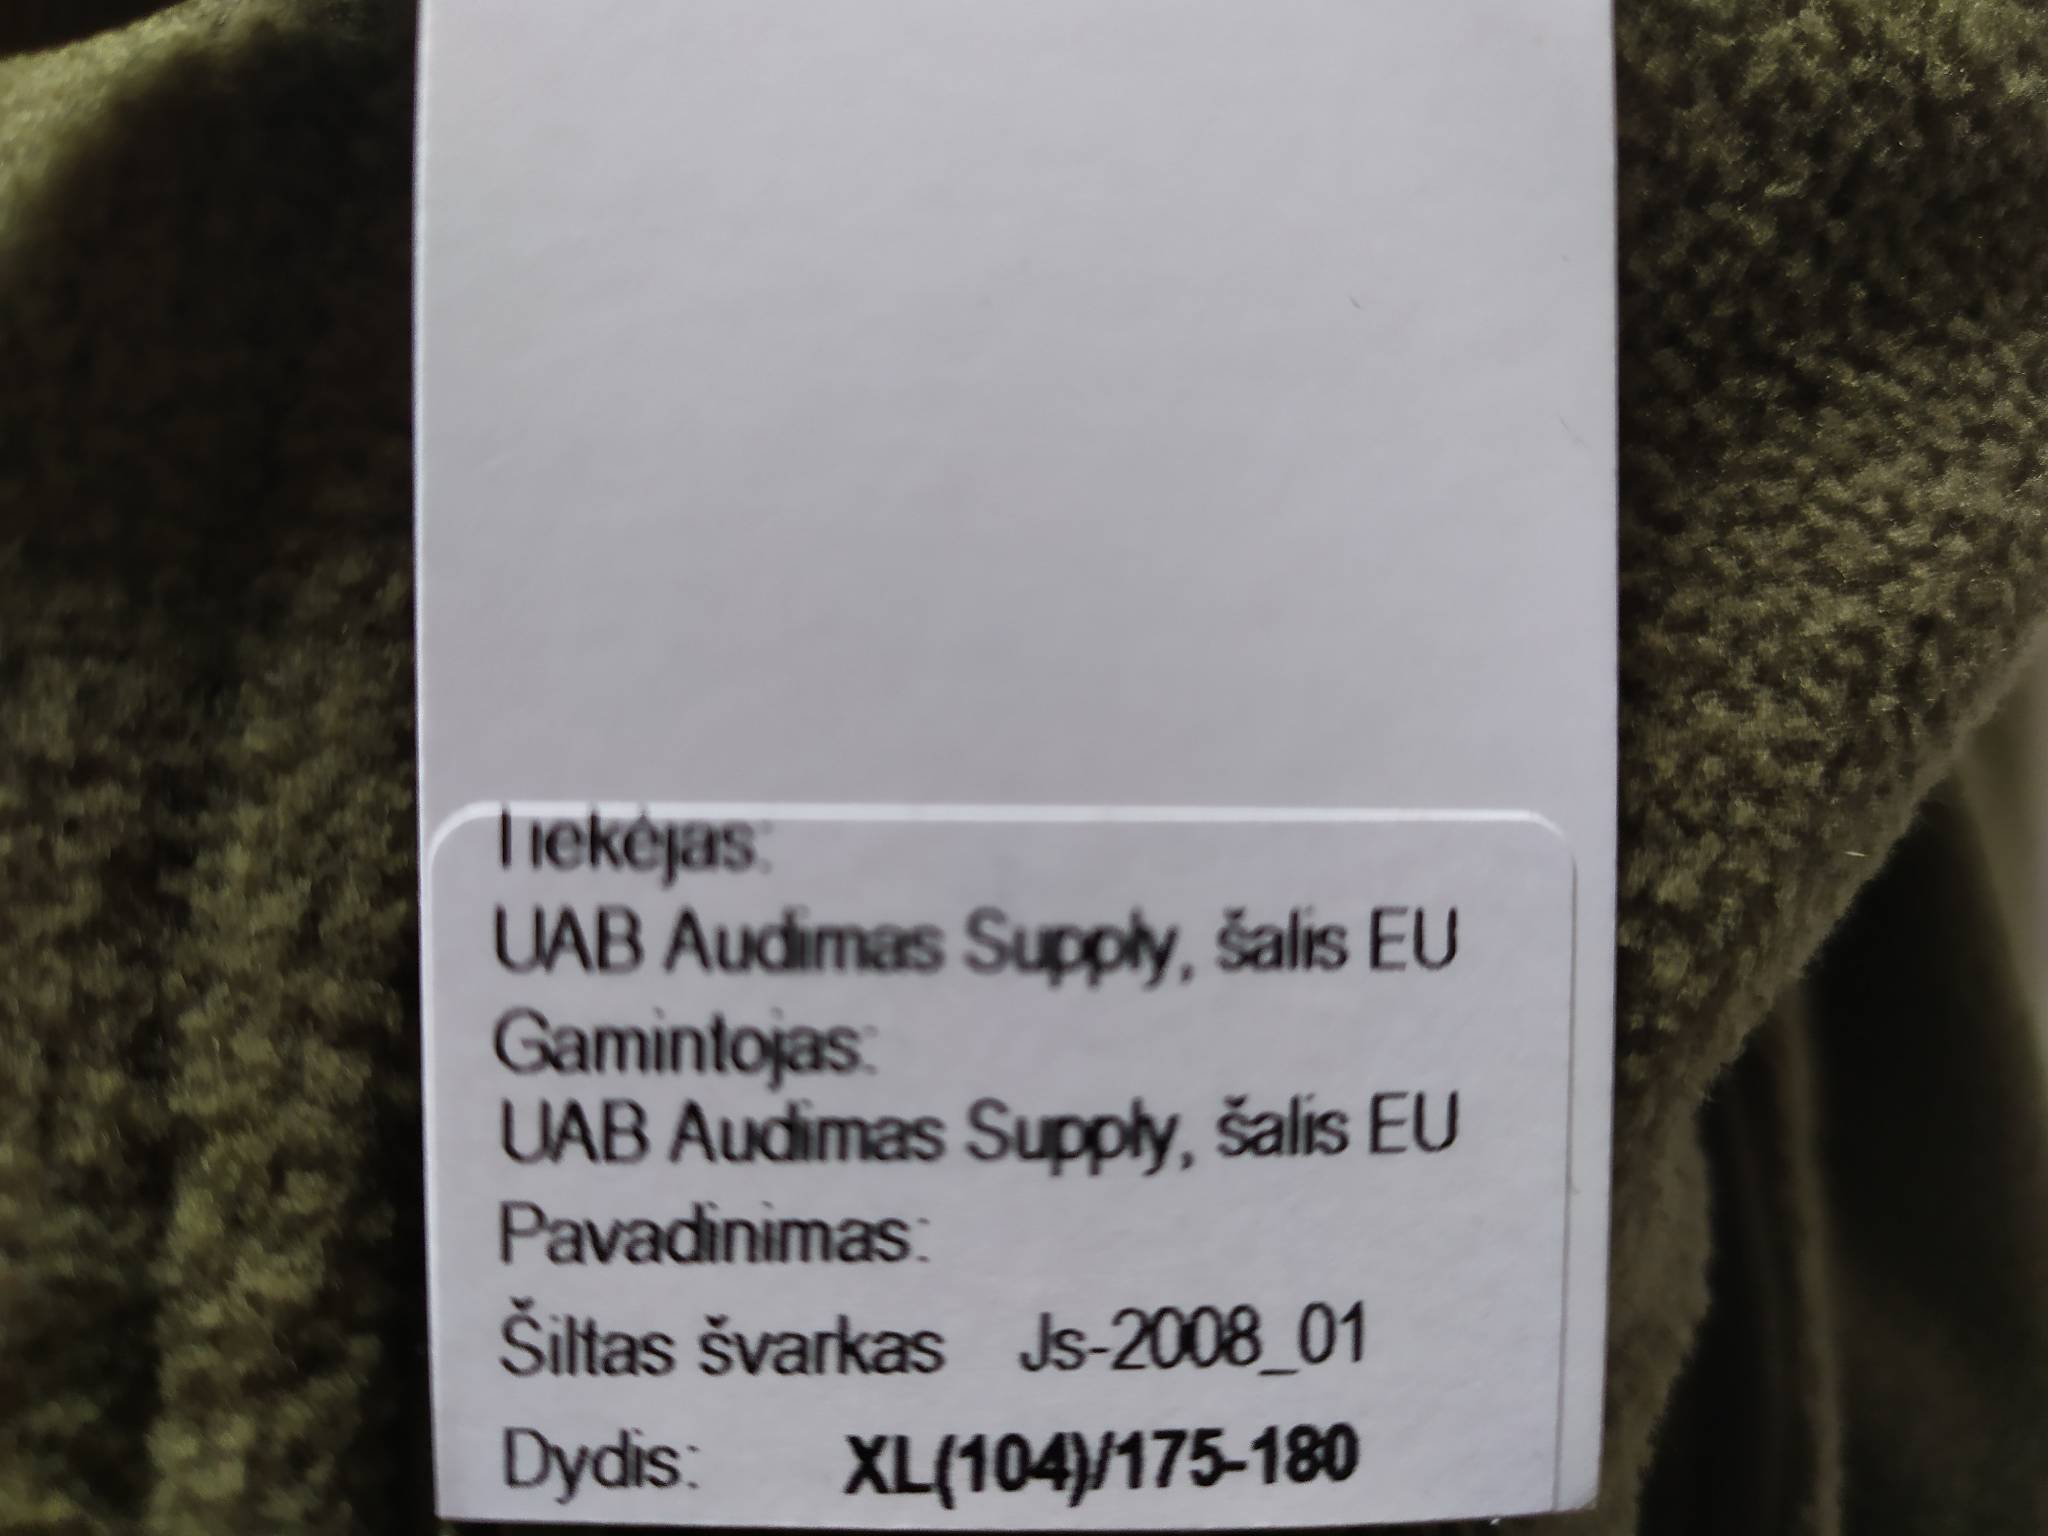 Tiekėjas:
UAB Audimas Supply, šalis EU
Gamintojas:
UAB Audimas Supply, šalis EU
Pavadinimas:
Šiltas švarkas Js-2008_01
Dydis: XL(104)/175-180